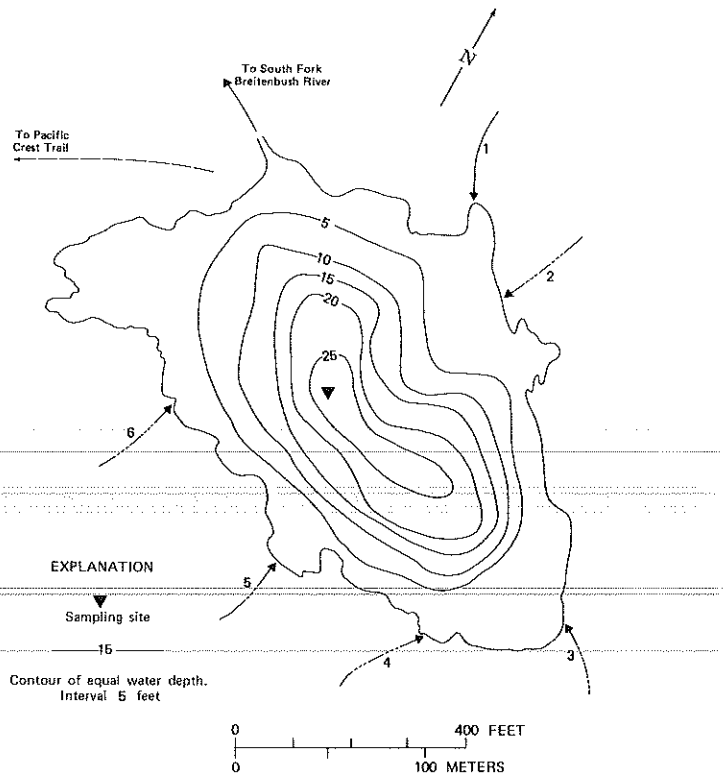 N
To South Fork
Breitenbush River
To Pacific
Crest Trail
1
2
5
10
15
20
25
6
5
4
3
EXPLANATION
Sampling site
15
Contour of equal water depth.
Interval 5 feet
0 400 FEET
0 100 METERS